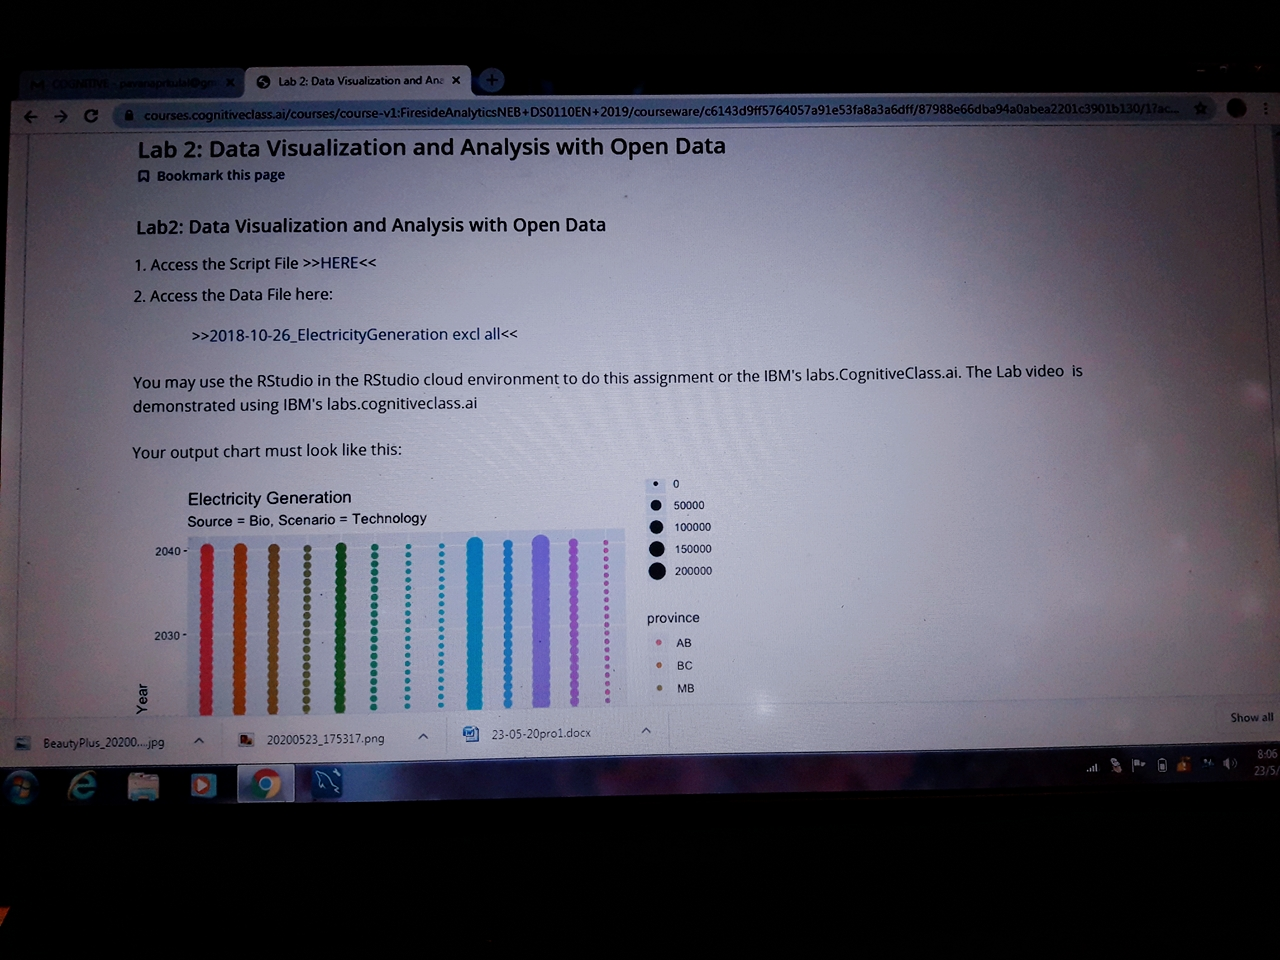 Lab 2: Data Visualization and Ana
courses.cognitiveclass.ai/courses/course-v1:FiresideAnalyticsNEB+DS0110EN+2019/courseware/c6143d9ff5764057a91e53fa8a3a6dff/87988e66dba94a0abea2201c3901b130/17ac...
Lab 2: Data Visualization and Analysis with Open Data
Bookmark this page
Lab2: Data Visualization and Analysis with Open Data
1. Access the Script File >>HERE<<
2. Access the Data File here:
>>2018-10-26_ElectricityGeneration excl all<<
You may use the RStudio in the RStudio cloud environment to do this assignment or the IBM's labs.CognitiveClass.ai. The Lab video is
demonstrated using IBM's labs.cognitiveclass.ai
Your output chart must look like this:
Electricity Generation
Source = Bio, Scenario = Technology
2040
2030
Year
0
50000
100000
150000
200000
province
AB
BC
MB
BeautyPlus_20200....jpg
20200523_175317.png
23-05-20pro1.docx
Show all
8:06
23/5/